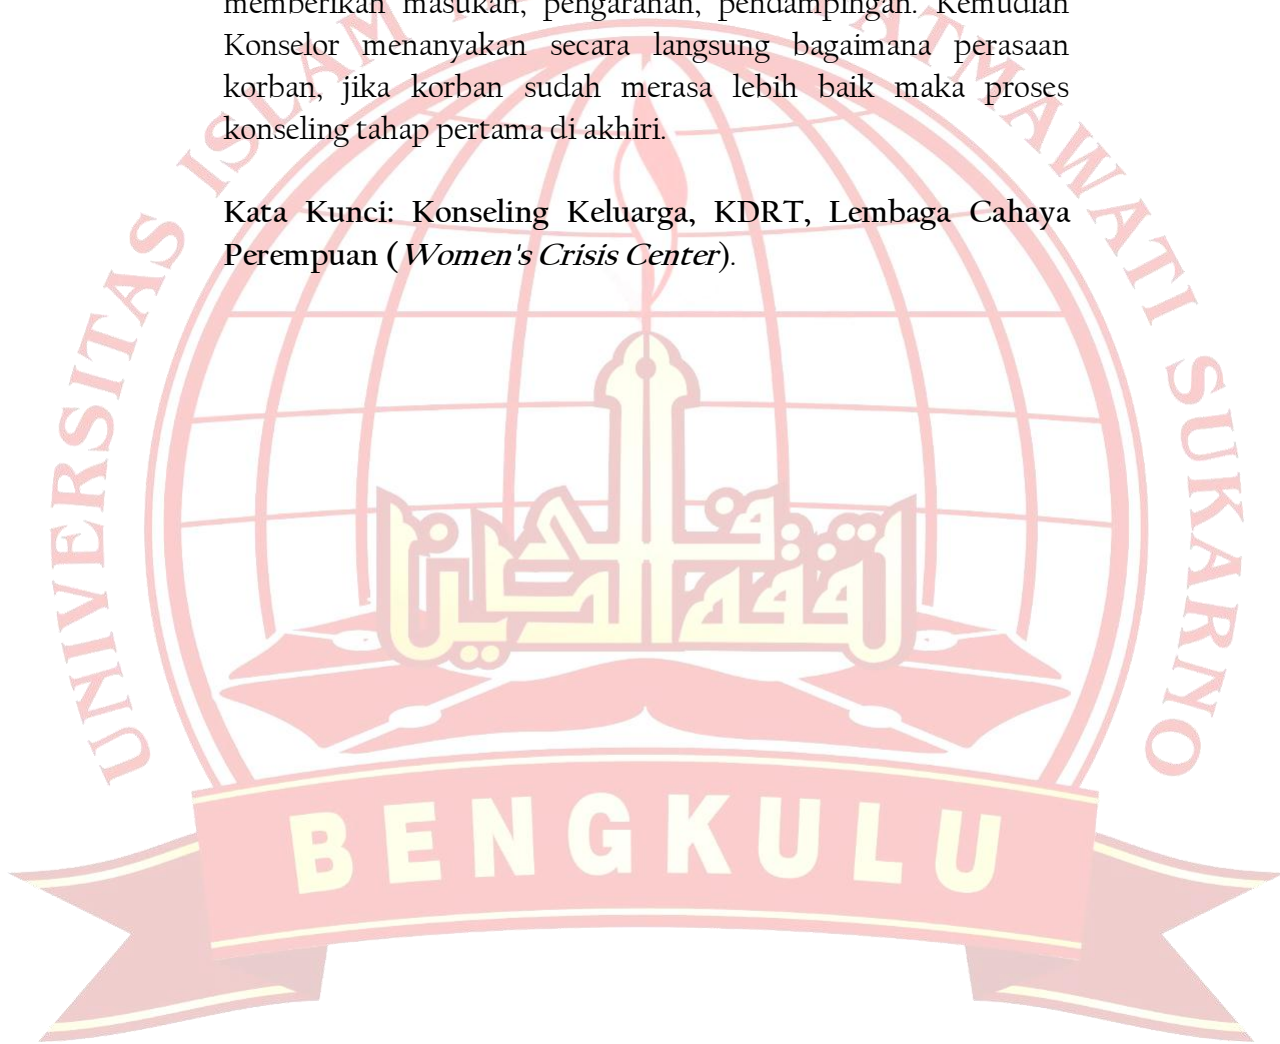 memberikan masukan, pengarahan, pendampingan. Kemudian
Konselor menanyakan secara langsung bagaimana perasaan
korban, jika korban sudah merasa lebih baik maka proses
konseling tahap pertama di akhiri.
Kata Kunci: Konseling Keluarga, KDRT, Lembaga Cahaya
Perempuan (Women's Crisis Center).
UNIVERSITAS ISLAM ATMAWATI SUKARNO
BENGKULU